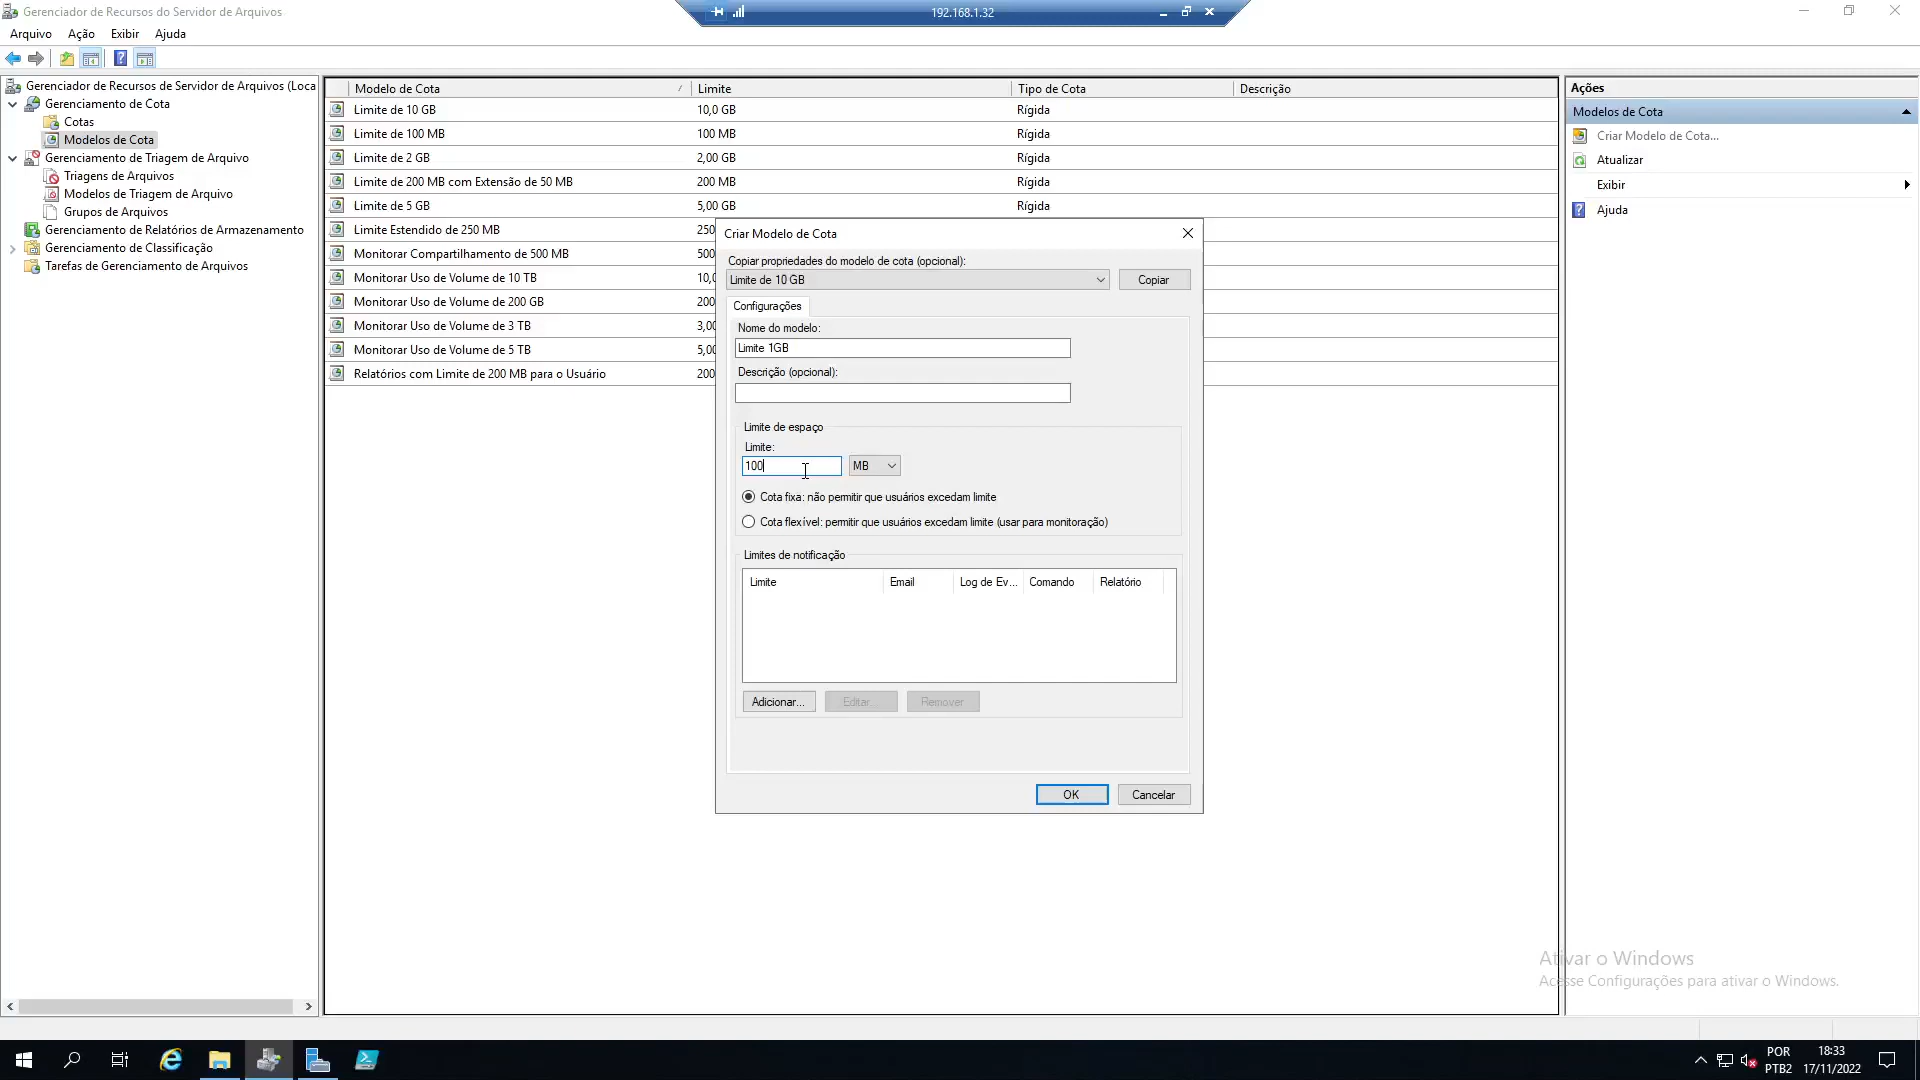 Gerenciador de Recursos do Servidor de Arquivos
192.168.1.32
Arquivo Ação Exibir Ajuda
Gerenciador de Recursos de Servidor de Arquivos (Loca
Gerenciamento de Cota
Cotas
Modelos de Cota
Gerenciamento de Triagem de Arquivo
Triagens de Arquivos
Modelos de Triagem de Arquivo
Grupos de Arquivos
Gerenciamento de Relatórios de Armazenamento
Gerenciamento de Classificação
Tarefas de Gerenciamento de Arquivos
Modelo de Cota Limite Tipo de Cota Descrição
Limite de 10 GB 10,0 GB Rígida
Limite de 100 MB 100 MB Rígida
Limite de 2 GB 2,00 GB Rígida
Limite de 200 MB com Extensão de 50 MB 200 MB Rígida
Limite de 5 GB 5,00 GB Rígida
Limite Estendido de 250 MB 250
Monitorar Compartilhamento de 500 MB 500
Monitorar Uso de Volume de 10 TB 10,0
Monitorar Uso de Volume de 200 GB 200
Monitorar Uso de Volume de 3 TB 3,00
Monitorar Uso de Volume de 5 TB 5,00
Relatórios com Limite de 200 MB para o Usuário 200
Criar Modelo de Cota
Copiar propriedades do modelo de cota (opcional):
Limite de 10 GB Copiar
Configurações
Nome do modelo:
Limite 1GB
Descrição (opcional):
Limite de espaço
Limite:
100 MB
Cota fixa: não permitir que usuários excedam limite
Cota flexível: permitir que usuários excedam limite (usar para monitoração)
Limites de notificação
Limite Email Log de Ev... Comando Relatório
Adicionar... Editar... Remover
OK Cancelar
Ações
Modelos de Cota
Criar Modelo de Cota...
Atualizar
Exibir
Ajuda
Ativar o Windows
Acesse Configurações para ativar o Windows.
POR
PTB2
18:33
17/11/2022